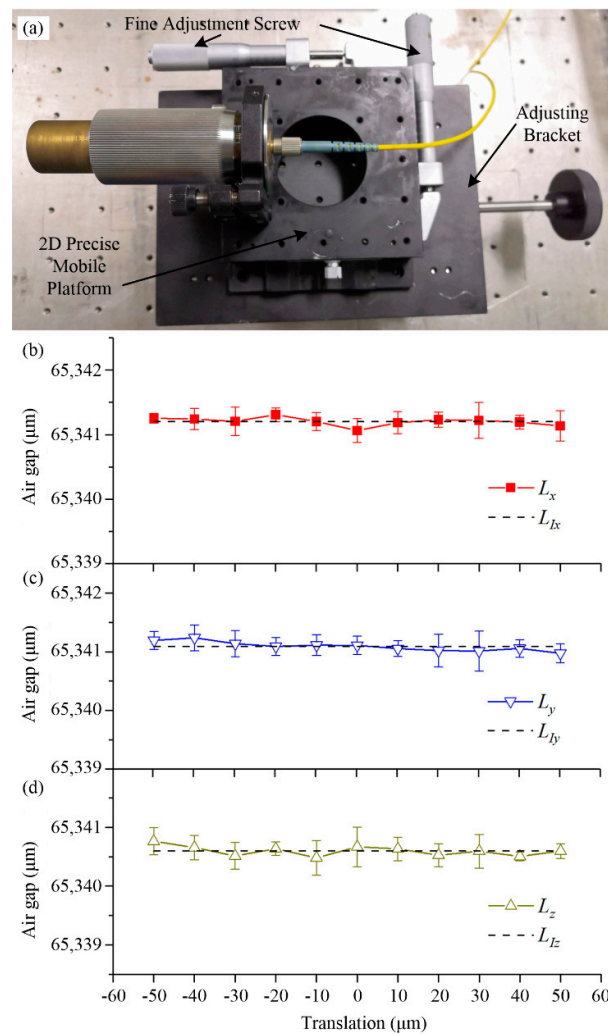 (a)
Fine Adjustment Screw
Adjusting
Bracket
2D Precise
Mobile
Platform
(b)
65,342
65,341
65,340
65,339
Air gap (μm)
Lx
LIx
(c)
65,342
65,341
65,340
65,339
Air gap (μm)
Ly
LIy
(d)
65,341
65,340
65,339
Air gap (μm)
Lz
LIz
-60 -50 -40 -30 -20 -10 0 10 20 30 40 50 60
Translation (μm)